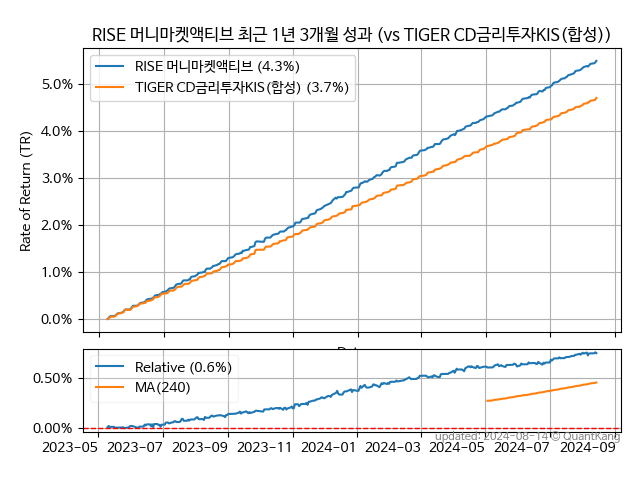 RISE 머니마켓액티브 최근 1년 3개월 성과 (vs TIGER CD금리투자KIS(합성))
RISE 머니마켓액티브 (4.3%)
TIGER CD금리투자KIS(합성) (3.7%)
Rate of Return (TR)
5.0%
4.0%
3.0%
2.0%
1.0%
0.0%
Relative (0.6%)
MA(240)
0.50%
0.00%
updated: 2024-08-14 © QuantKang
2023-05 2023-07 2023-09 2023-11 2024-01 2024-03 2024-05 2024-07 2024-09